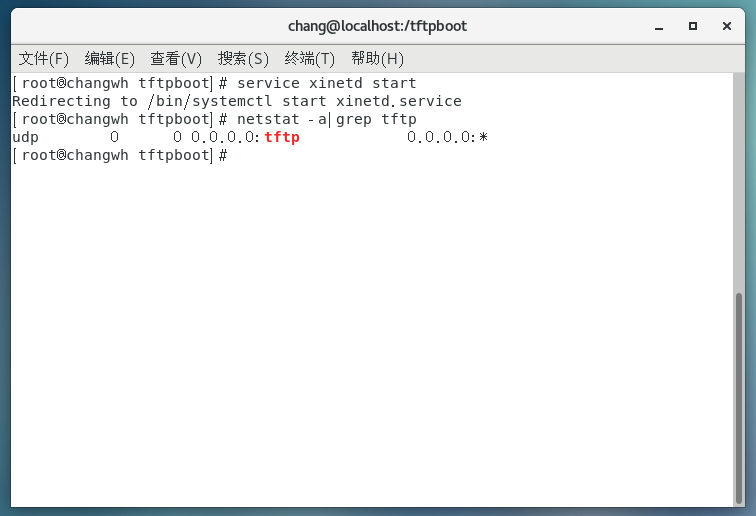 chang@localhost:/tftpboot
文件(F) 编辑(E) 查看(V) 搜索(S) 终端(T) 帮助(H)
[root@changwh tftpboot]# service xinetd start
Redirecting to /bin/systemctl start xinetd.service
[root@changwh tftpboot]# netstat -a|grep tftp
udp        0      0 0.0.0.0:tftp            0.0.0.0:*
[root@changwh tftpboot]#